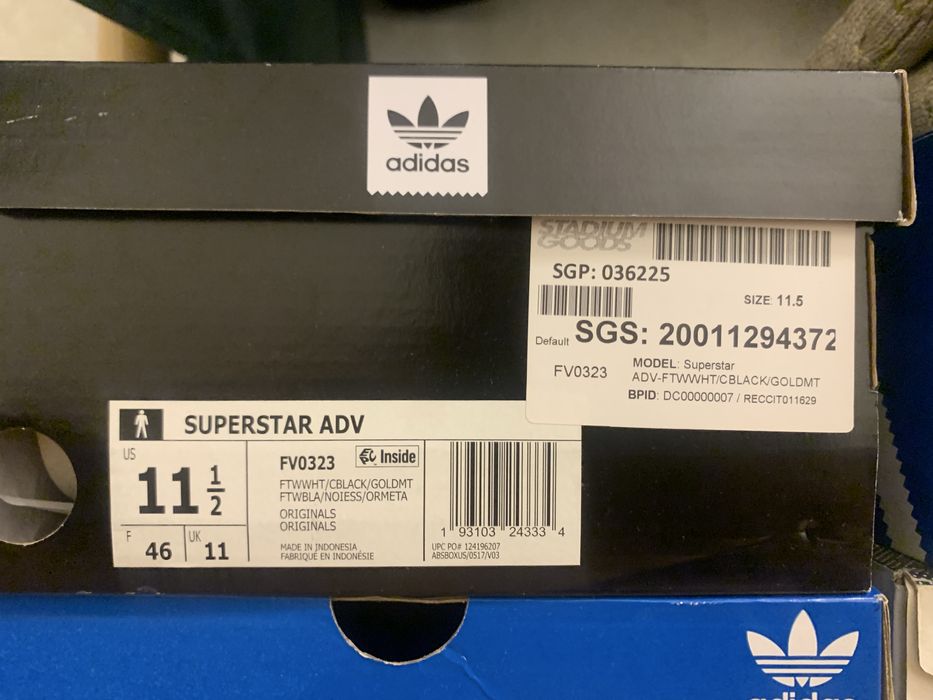 adidas
STADIUM
GOODS
SGP: 036225
SIZE: 11.5
Default SGS: 20011294372
FV0323
MODEL: Superstar
ADV-FTWWHT/CBLACK/GOLDMT
BPID: DC00000007 / RECCIT011629
SUPERSTAR ADV
US
11 1/2
F
46
UK
11
FV0323
Inside
FTWWHT/CBLACK/GOLDMT
FTWBLA/NOIESS/ORMETA
ORIGINALS
ORIGINALS
MADE IN INDONESIA
FABRIQUE EN INDONÉSIE
1 93103 24333 4
UPC PO# 124196207
ABSBOXUS/0517/V03
adidas